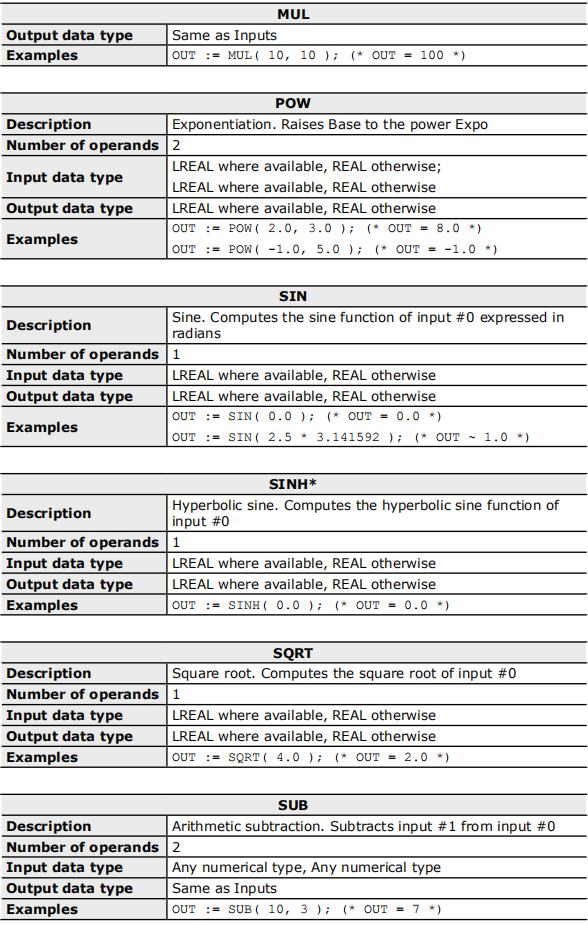 MUL
Output data type Same as Inputs
Examples OUT := MUL( 10, 10 ); (* OUT = 100 *)
POW
Description Exponentiation. Raises Base to the power Expo
Number of operands 2
Input data type LREAL where available, REAL otherwise;
LREAL where available, REAL otherwise
Output data type LREAL where available, REAL otherwise
Examples OUT := POW( 2.0, 3.0 ); (* OUT = 8.0 *)
OUT := POW( -1.0, 5.0 ); (* OUT = -1.0 *)
SIN
Description Sine. Computes the sine function of input #0 expressed in
radians
Number of operands 1
Input data type LREAL where available, REAL otherwise
Output data type LREAL where available, REAL otherwise
Examples OUT := SIN( 0.0 ); (* OUT = 0.0 *)
OUT := SIN( 2.5 * 3.141592 ); (* OUT ~ 1.0 *)
SINH*
Description Hyperbolic sine. Computes the hyperbolic sine function of
input #0
Number of operands 1
Input data type LREAL where available, REAL otherwise
Output data type LREAL where available, REAL otherwise
Examples OUT := SINH( 0.0 ); (* OUT = 0.0 *)
SQRT
Description Square root. Computes the square root of input #0
Number of operands 1
Input data type LREAL where available, REAL otherwise
Output data type LREAL where available, REAL otherwise
Examples OUT := SQRT( 4.0 ); (* OUT = 2.0 *)
SUB
Description Arithmetic subtraction. Subtracts input #1 from input #0
Number of operands 2
Input data type Any numerical type, Any numerical type
Output data type Same as Inputs
Examples OUT := SUB( 10, 3 ); (* OUT = 7 *)